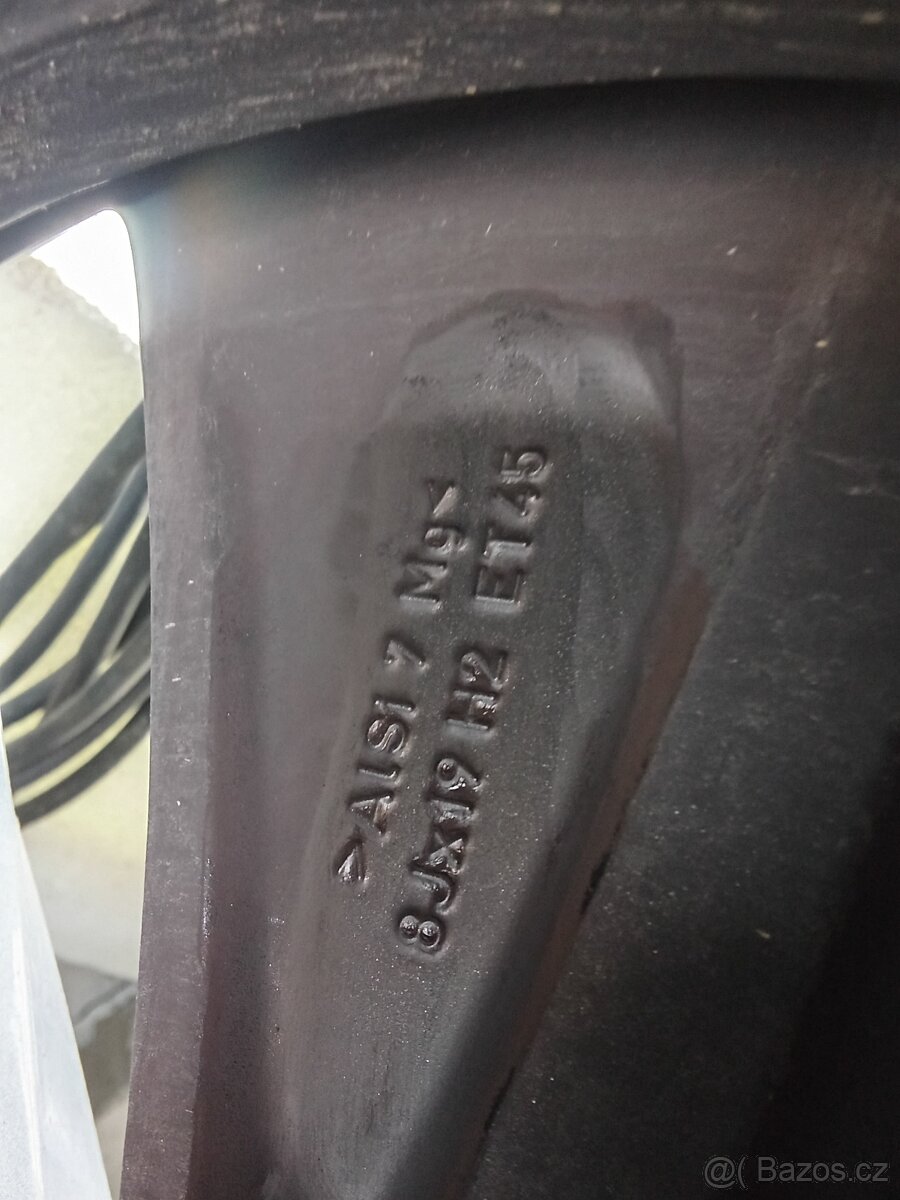 >AlSi 7 Mg<
8Jx19 H2 ET45
@( Bazos.cz